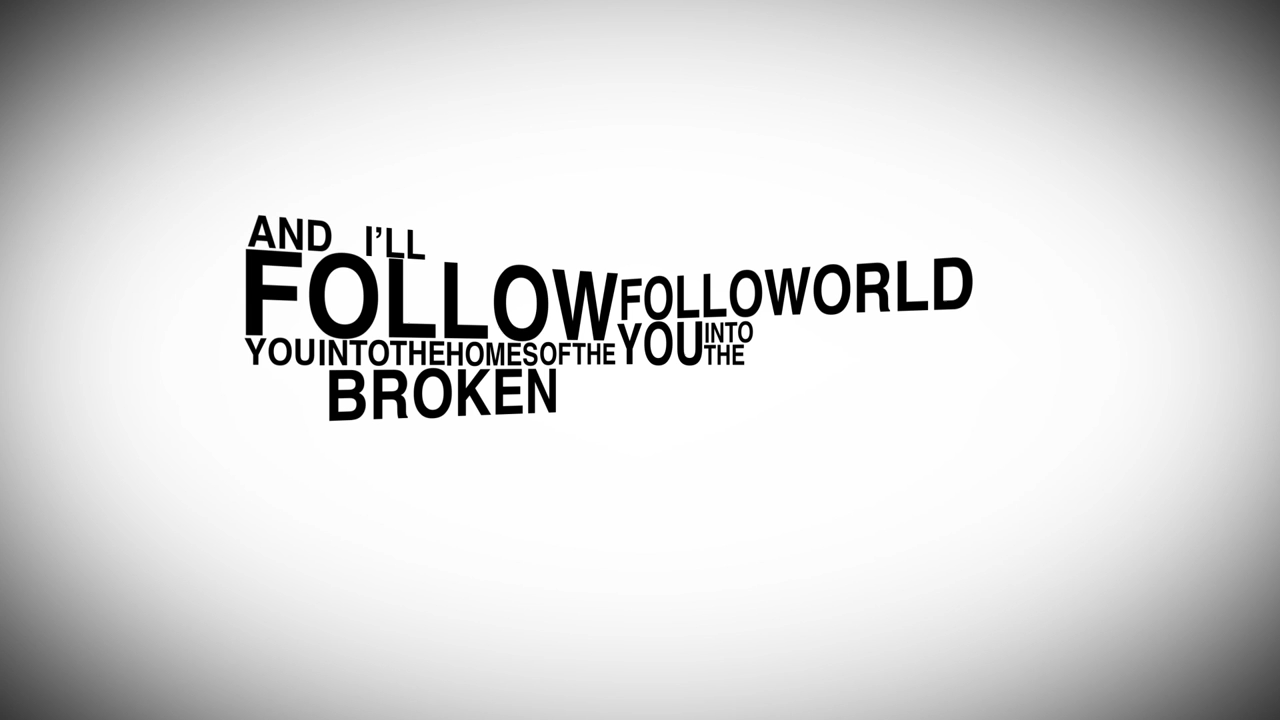 AND I'LL
FOLLOW
YOUINTOTHEHOMESOFTHE
BROKEN
FOLLOWORLD
YOU
INTO
THE